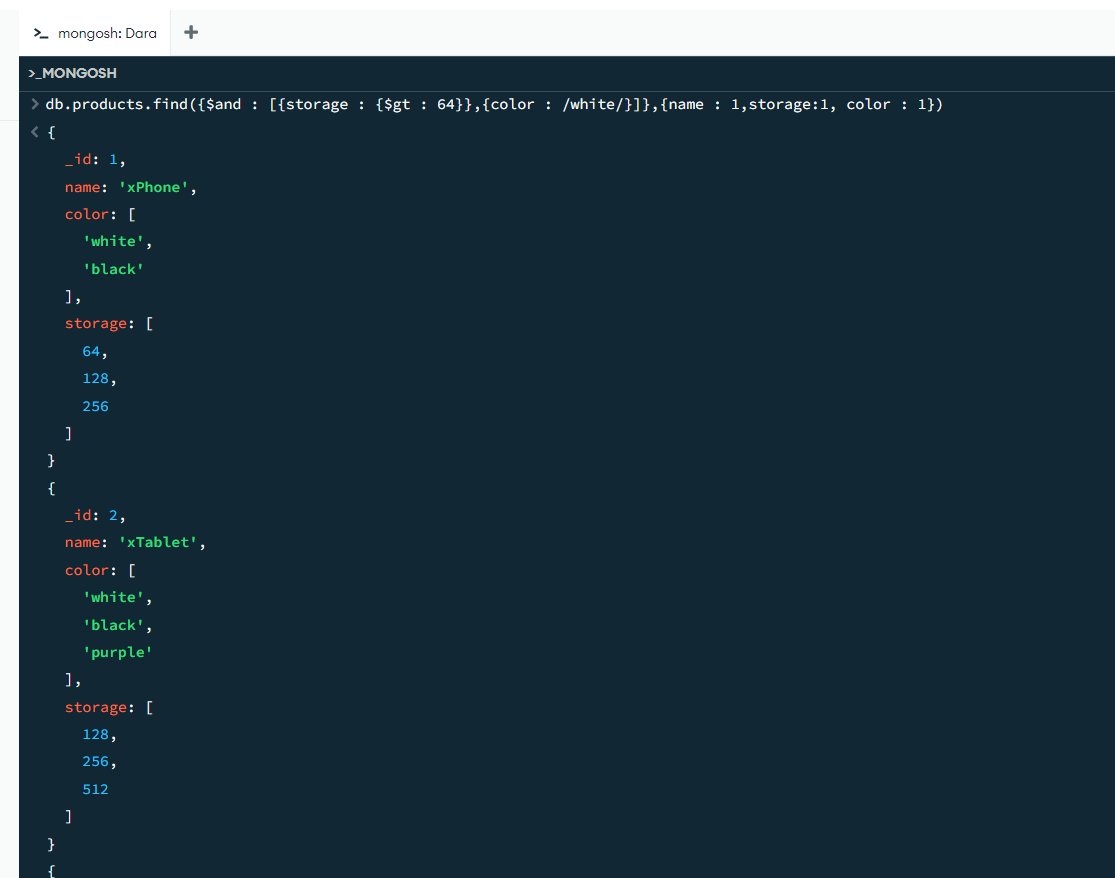 >_ mongosh: Dara +
>_MONGOSH
> db.products.find({$and : [{storage : {$gt : 64}},{color : /white/}]},{name : 1,storage:1, color : 1})
< {
_id: 1,
name: 'xPhone',
color: [
'white',
'black'
],
storage: [
64,
128,
256
]
}
{
_id: 2,
name: 'xTablet',
color: [
'white',
'black',
'purple'
],
storage: [
128,
256,
512
]
}
{